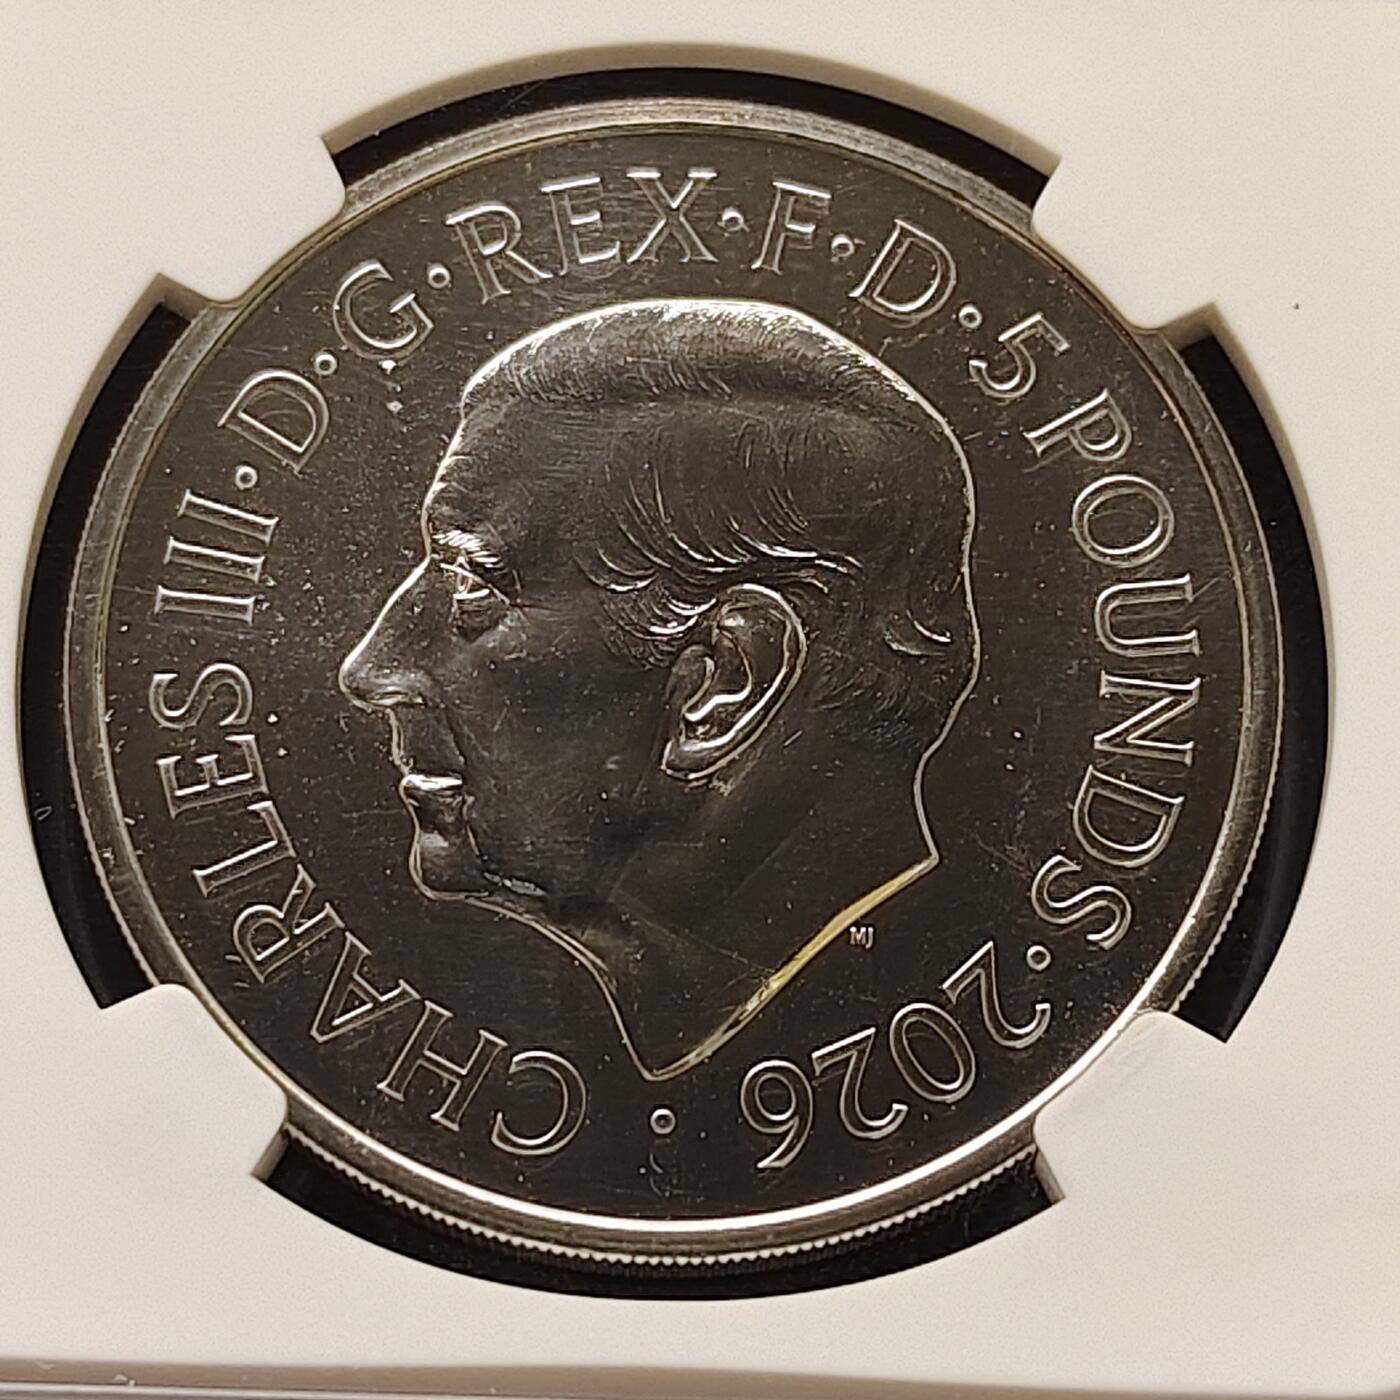 CHARLES III · D · G · REX · F · D · 5 POUNDS · 2026 ·
MJ